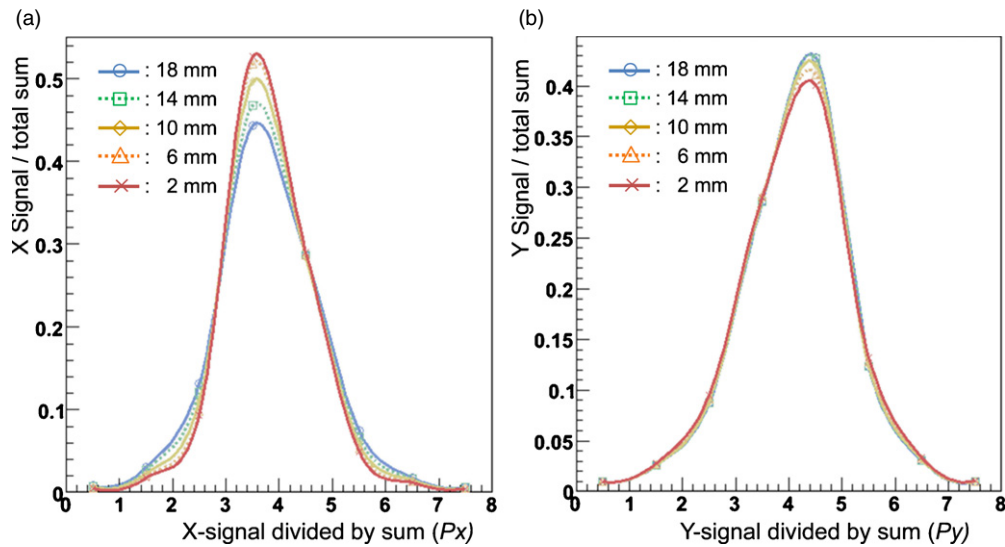 (a)
X Signal / total sum
0.5
0.4
0.3
0.2
0.1
0
: 18 mm
: 14 mm
: 10 mm
: 6 mm
: 2 mm
0 1 2 3 4 5 6 7 8
X-signal divided by sum (Px)
(b)
Y Signal / total sum
0.4
0.35
0.3
0.25
0.2
0.15
0.1
0.05
0
: 18 mm
: 14 mm
: 10 mm
: 6 mm
: 2 mm
0 1 2 3 4 5 6 7 8
Y-signal divided by sum (Py)